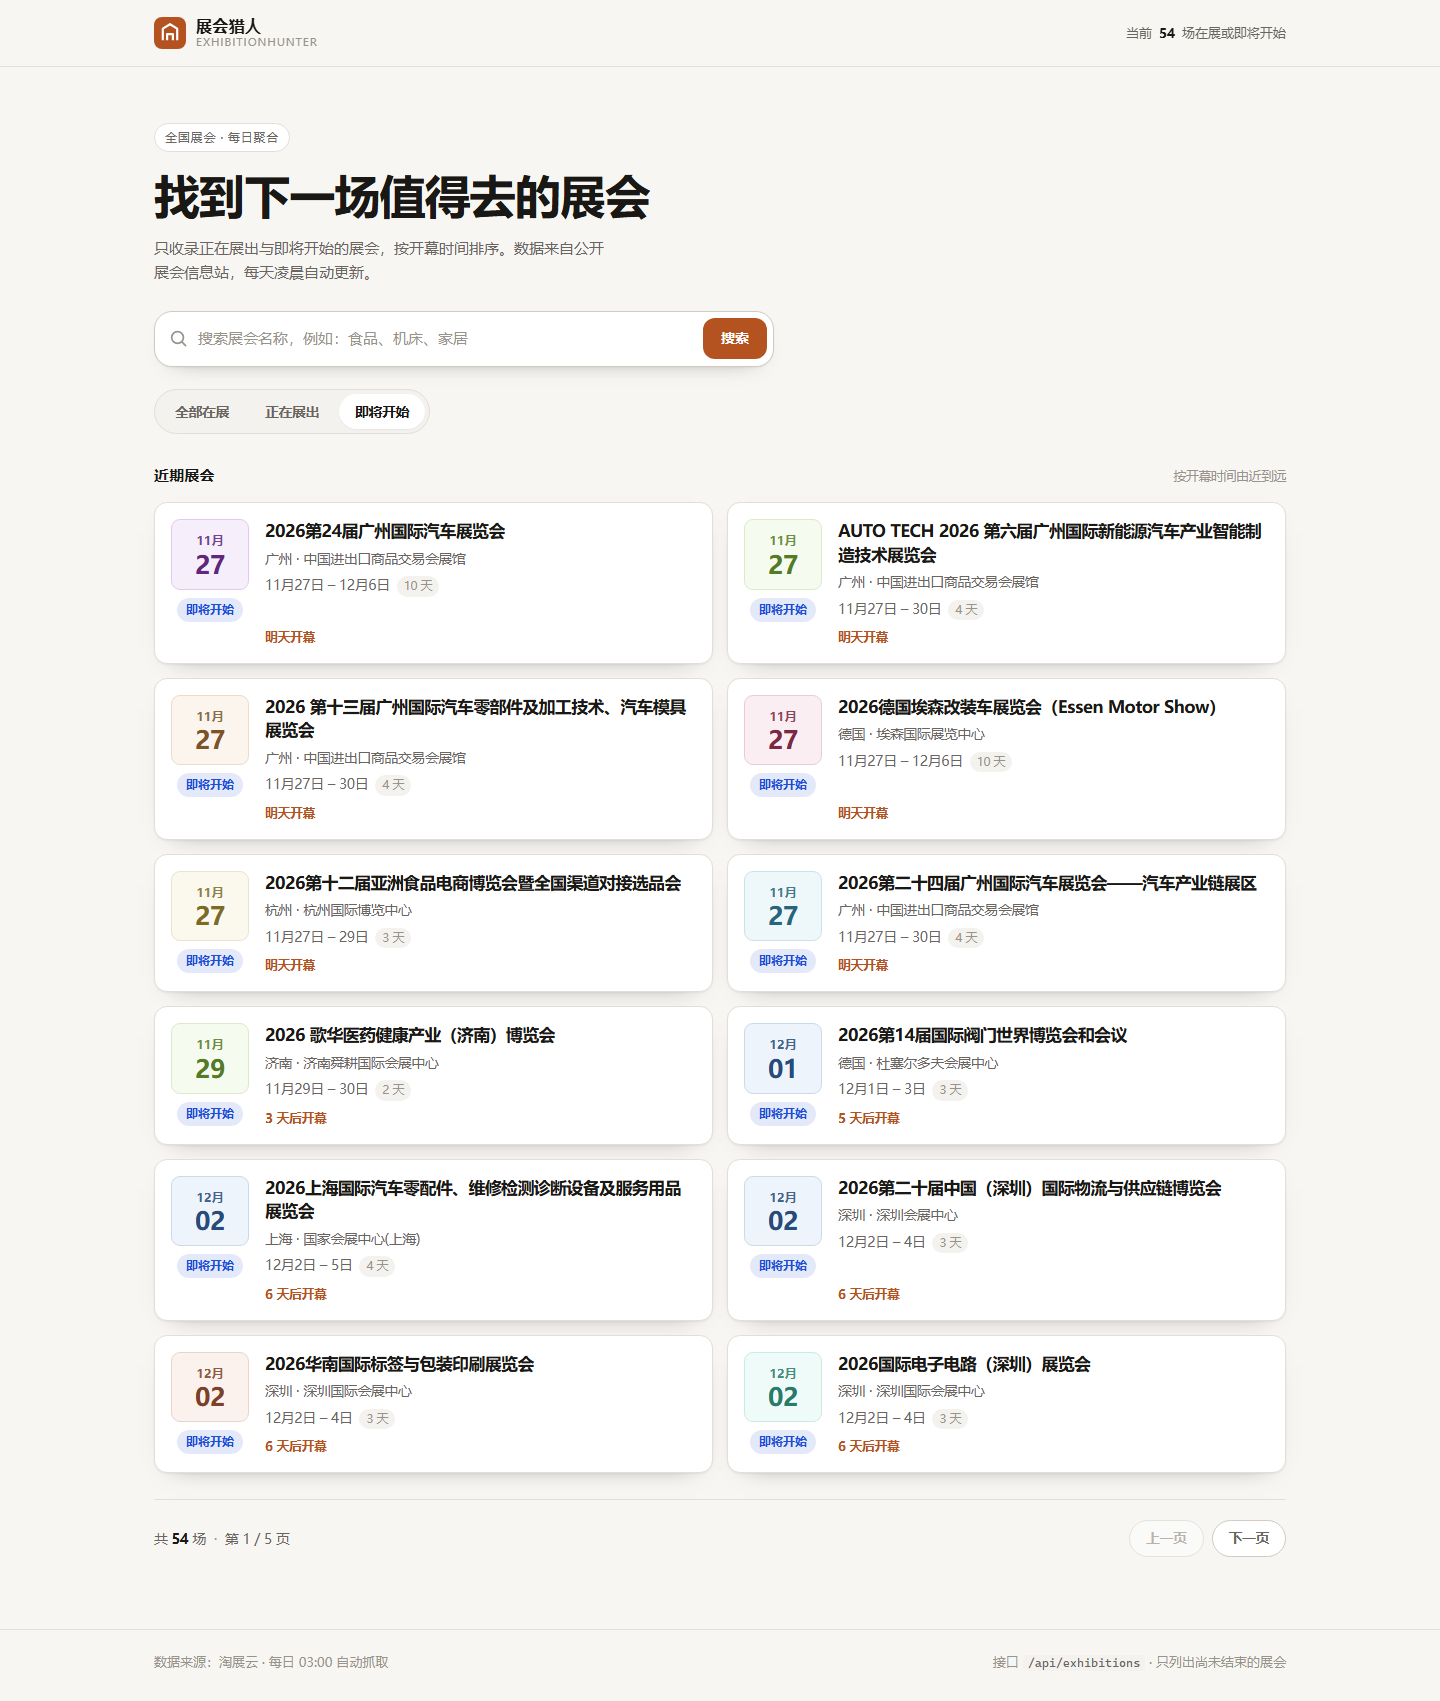 展会猎人
EXHIBITIONHUNTER
当前 54 场在展或即将开始
全国展会 · 每日聚合
找到下一场值得去的展会
只收录正在展出与即将开始的展会，按开幕时间排序。数据来自公开
展会信息站，每天凌晨自动更新。
搜索展会名称，例如：食品、机床、家居
搜索
全部在展
正在展出
即将开始
近期展会
按开幕时间由近到远
11月
27
即将开始
2026第24届广州国际汽车展览会
广州 · 中国进出口商品交易会展馆
11月27日 – 12月6日 10 天
明天开幕
11月
27
即将开始
AUTO TECH 2026 第六届广州国际新能源汽车产业智能制
造技术展览会
广州 · 中国进出口商品交易会展馆
11月27日 – 30日 4 天
明天开幕
11月
27
即将开始
2026 第十三届广州国际汽车零部件及加工技术、汽车模具
展览会
广州 · 中国进出口商品交易会展馆
11月27日 – 30日 4 天
明天开幕
11月
27
即将开始
2026德国埃森改装车展览会（Essen Motor Show）
德国 · 埃森国际展览中心
11月27日 – 12月6日 10 天
明天开幕
11月
27
即将开始
2026第十二届亚洲食品电商博览会暨全国渠道对接选品会
杭州 · 杭州国际博览中心
11月27日 – 29日 3 天
明天开幕
11月
27
即将开始
2026第二十四届广州国际汽车展览会——汽车产业链展区
广州 · 中国进出口商品交易会展馆
11月27日 – 30日 4 天
明天开幕
11月
29
即将开始
2026 歌华医药健康产业（济南）博览会
济南 · 济南舜耕国际会展中心
11月29日 – 30日 2 天
3 天后开幕
12月
01
即将开始
2026第14届国际阀门世界博览会和会议
德国 · 杜塞尔多夫会展中心
12月1日 – 3日 3 天
5 天后开幕
12月
02
即将开始
2026上海国际汽车零配件、维修检测诊断设备及服务用品
展览会
上海 · 国家会展中心(上海)
12月2日 – 5日 4 天
6 天后开幕
12月
02
即将开始
2026第二十届中国（深圳）国际物流与供应链博览会
深圳 · 深圳会展中心
12月2日 – 4日 3 天
6 天后开幕
12月
02
即将开始
2026华南国际标签与包装印刷展览会
深圳 · 深圳国际会展中心
12月2日 – 4日 3 天
6 天后开幕
12月
02
即将开始
2026国际电子电路（深圳）展览会
深圳 · 深圳国际会展中心
12月2日 – 4日 3 天
6 天后开幕
共 54 场 · 第 1 / 5 页
上一页
下一页
数据来源：淘展云 · 每日 03:00 自动抓取
接口 /api/exhibitions · 只列出尚未结束的展会